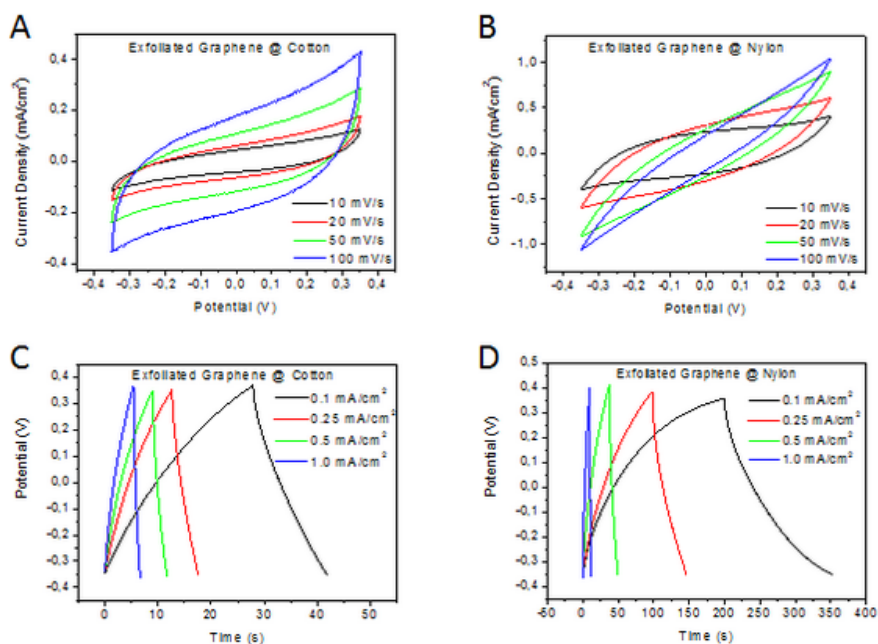 A
Exfoliated Graphene @ Cotton
0,4
0,2
0,0
-0,2
-0,4
Current Density (mA/cm²)
10 mV/s
20 mV/s
50 mV/s
100 mV/s
-0,4 -0,3 -0,2 -0,1 0,0 0,1 0,2 0,3 0,4
Potential (V)
B
Exfoliated Graphene @ Nylon
1,0
0,5
0,0
-0,5
-1,0
Current Density (mA/cm²)
10 mV/s
20 mV/s
50 mV/s
100 mV/s
-0,4 -0,3 -0,2 -0,1 0,0 0,1 0,2 0,3 0,4
Potential (V)
C
Exfoliated Graphene @ Cotton
0,5
0,4
0,3
0,2
0,1
0,0
-0,1
-0,2
-0,3
-0,4
Potential (V)
0.1 mA/cm²
0.25 mA/cm²
0.5 mA/cm²
1.0 mA/cm²
0 10 20 30 40 50
Time (s)
D
Exfoliated Graphene @ Nylon
0,5
0,4
0,3
0,2
0,1
0,0
-0,1
-0,2
-0,3
-0,4
Potential (V)
0.1 mA/cm²
0.25 mA/cm²
0.5 mA/cm²
1.0 mA/cm²
-50 0 50 100 150 200 250 300 350 400
Time (s)